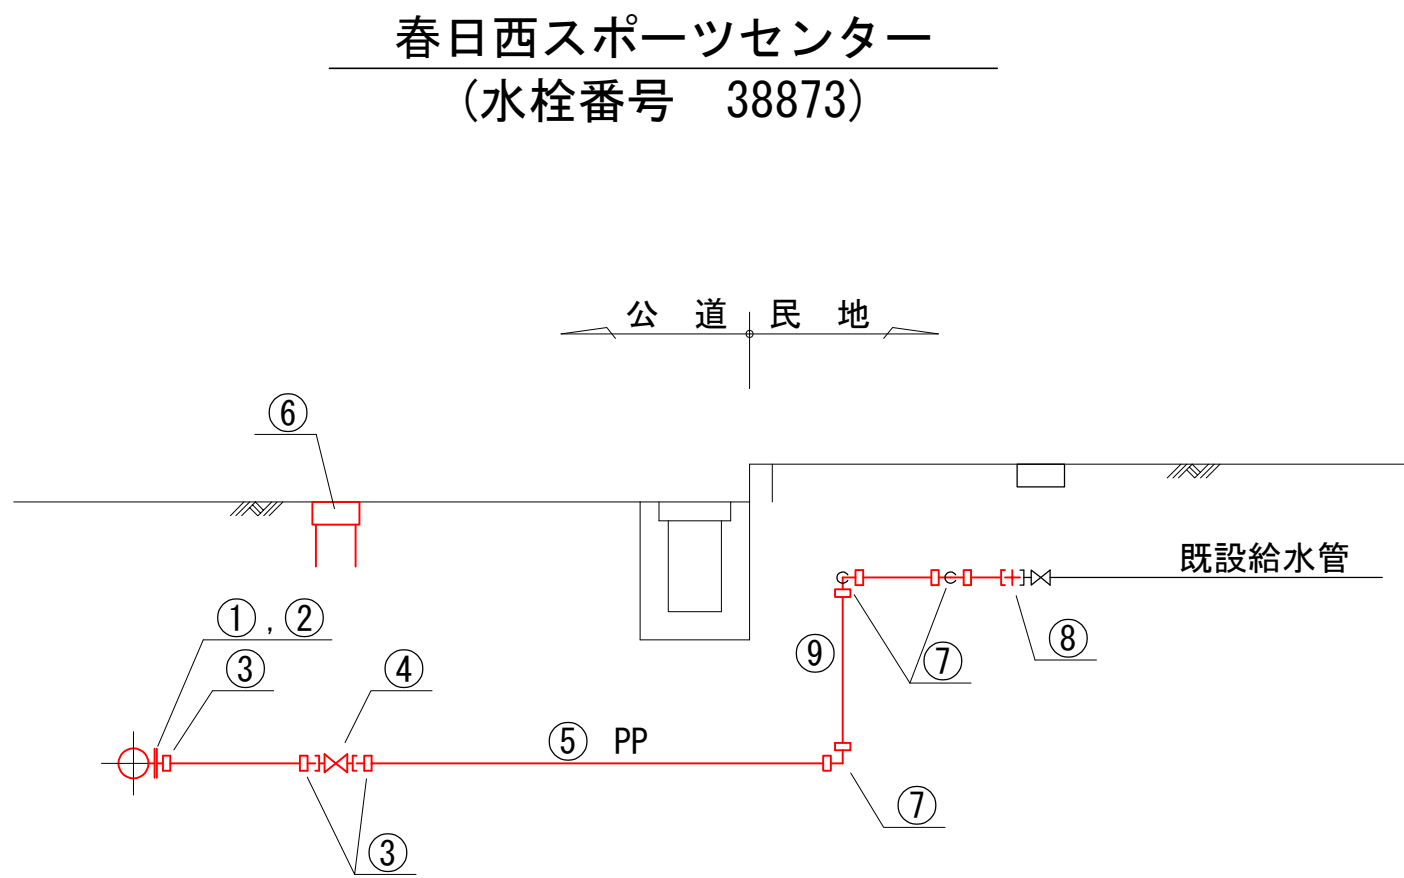 春日西スポーツセンター
(水栓番号　38873)
公　道　民　地
⑥
既設給水管
①,②
③
④
⑨
⑦
⑧
⑤ PP
⑦
③